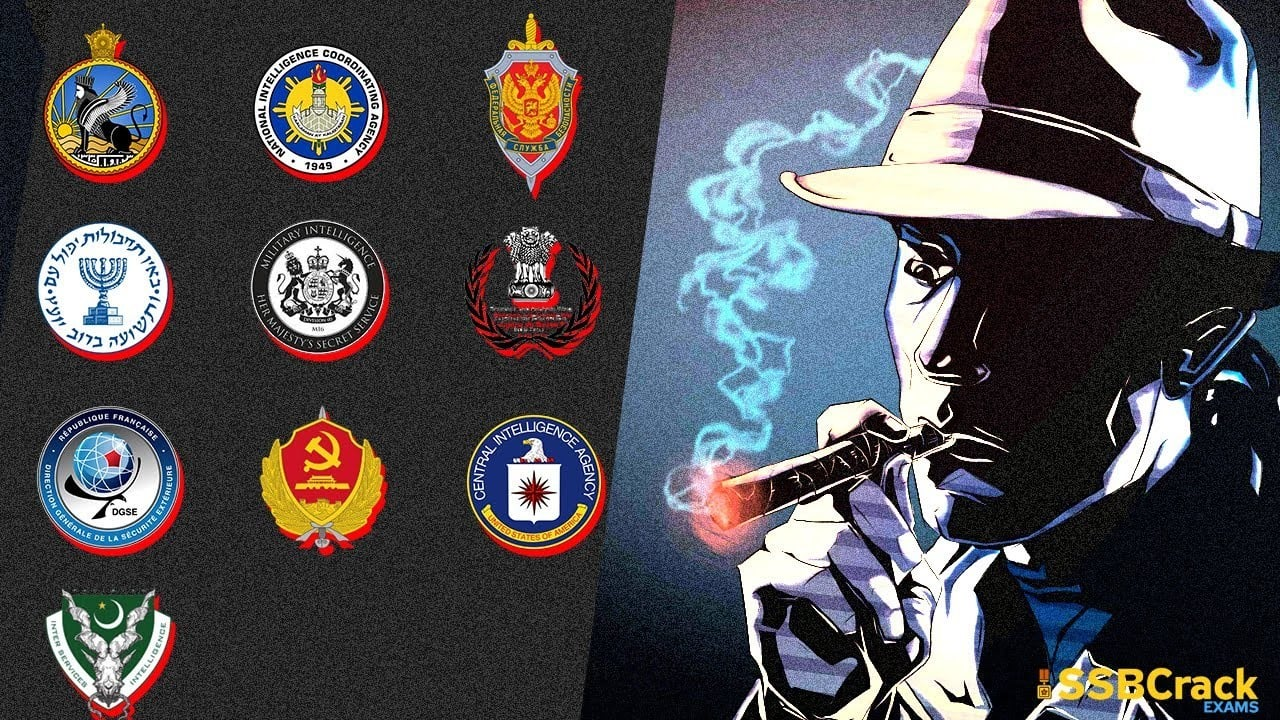 NATIONAL INTELLIGENCE COORDINATING AGENCY
• 1949 •
ФЕДЕРАЛЬНАЯ
СЛУЖБА
БЕЗОПАСНОСТИ
באין תחבולות יפול עם
• ותשועה ברוב יועץ •
MILITARY INTELLIGENCE
MI6
HER MAJESTY'S SECRET SERVICE
RÉPUBLIQUE FRANÇAISE
DGSE
DIRECTION GÉNÉRALE DE LA SÉCURITÉ EXTÉRIEURE
CENTRAL INTELLIGENCE AGENCY
UNITED STATES OF AMERICA
INTER SERVICES
INTELLIGENCE
SSBCrack
EXAMS